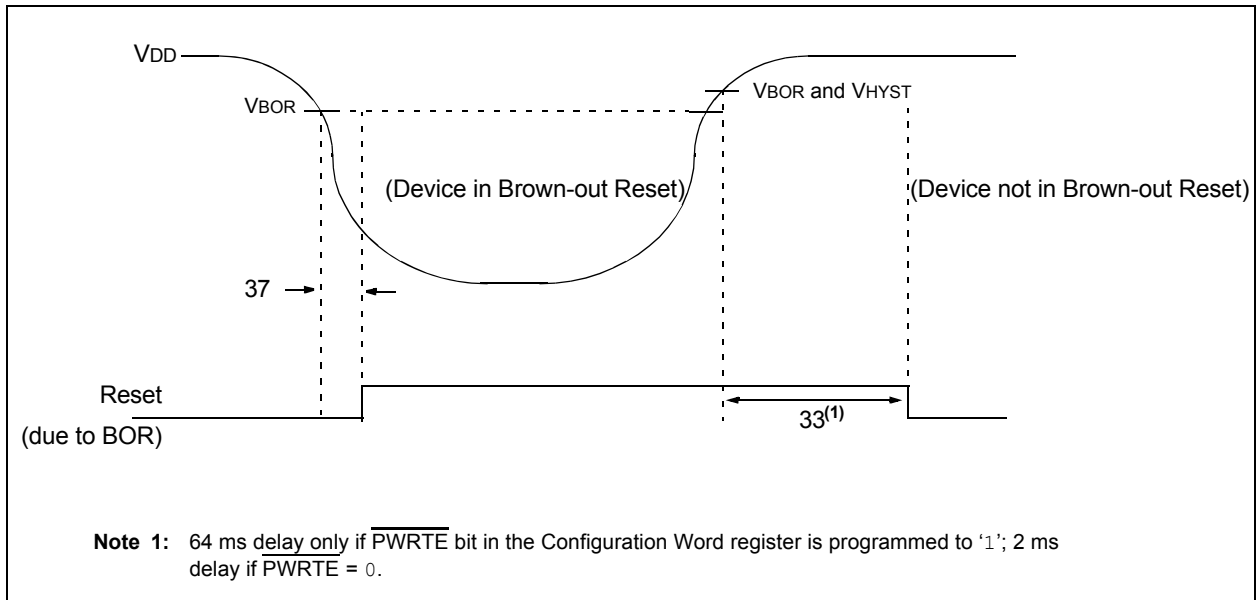 VDD
VBOR
VBOR and VHYST
(Device in Brown-out Reset)
(Device not in Brown-out Reset)
37
Reset
(due to BOR)
33(1)
Note 1: 64 ms delay only if PWRTE bit in the Configuration Word register is programmed to ‘1’; 2 ms
delay if PWRTE = 0.